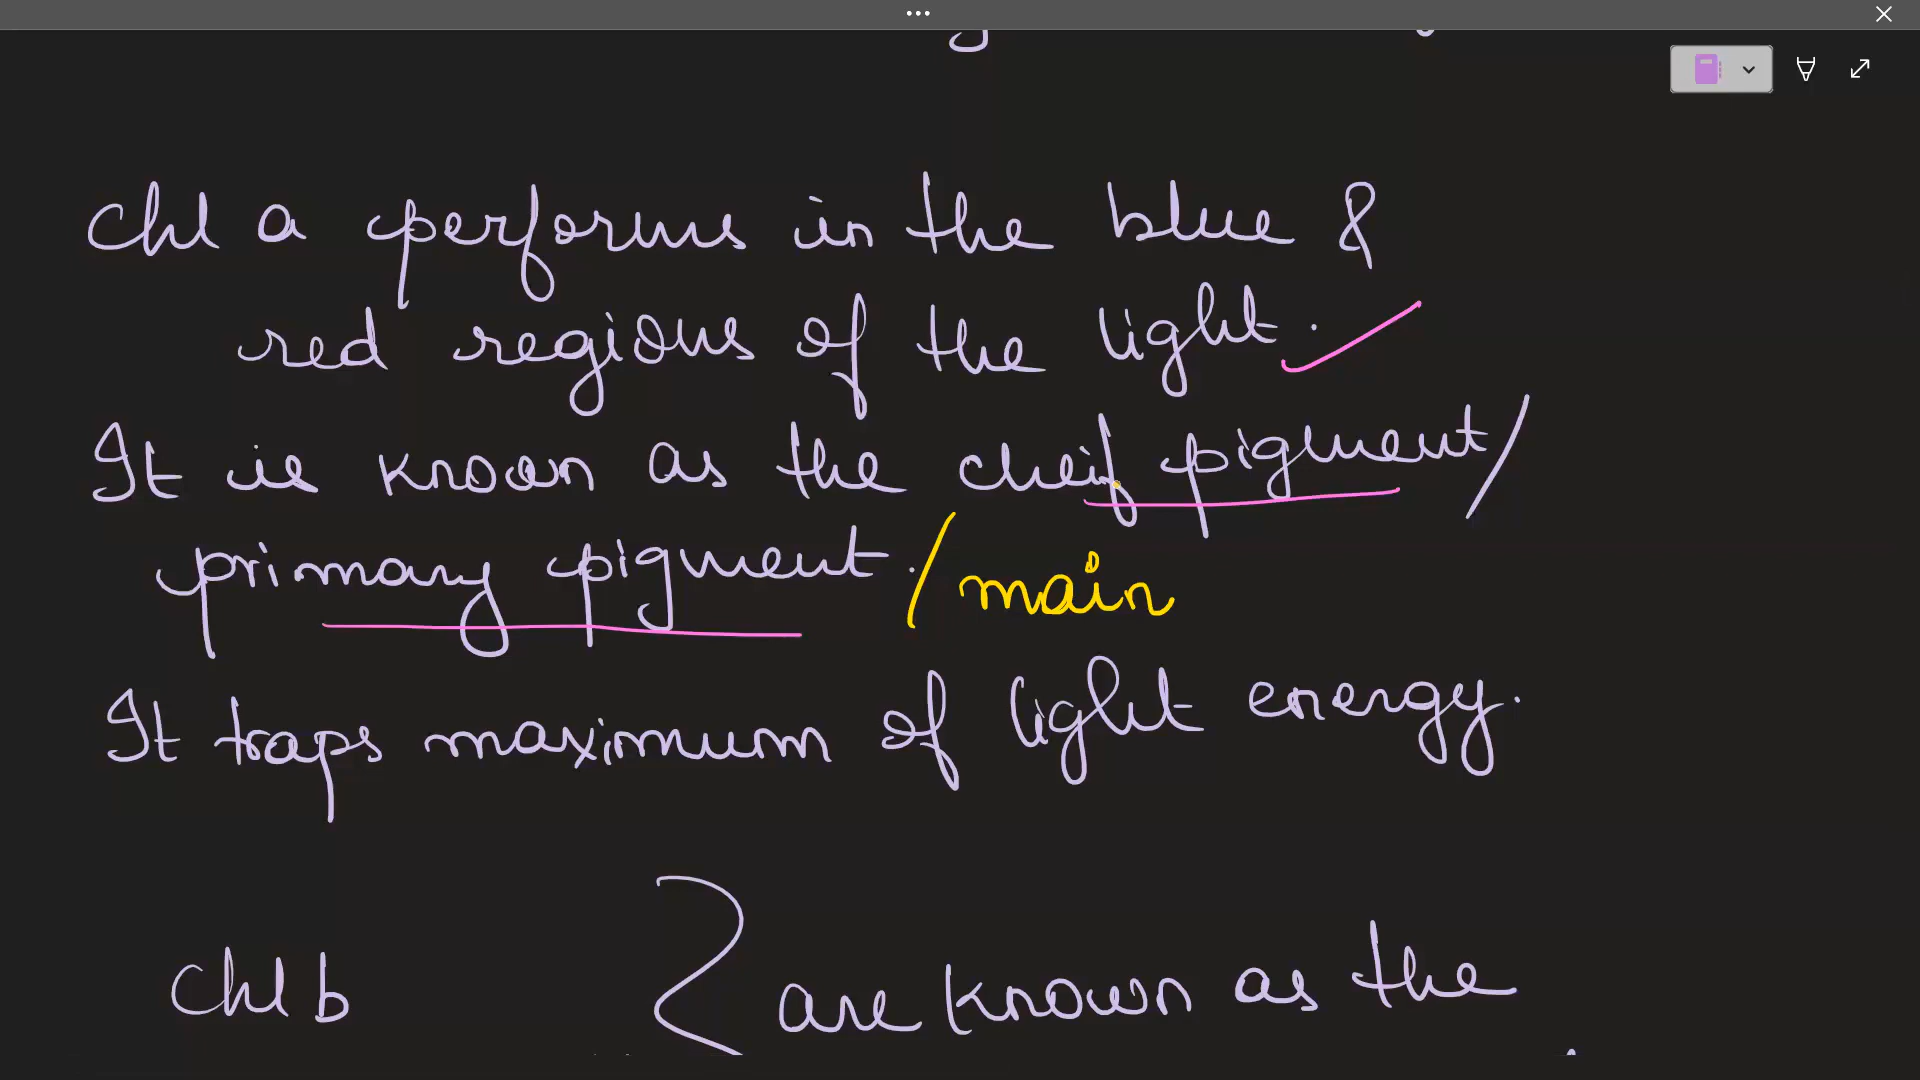 Chl a performs in the blue &
red regions of the light.
It is known as the cheif pigment/
primary pigment. / main
It traps maximum of light energy.
Chl b are known as the